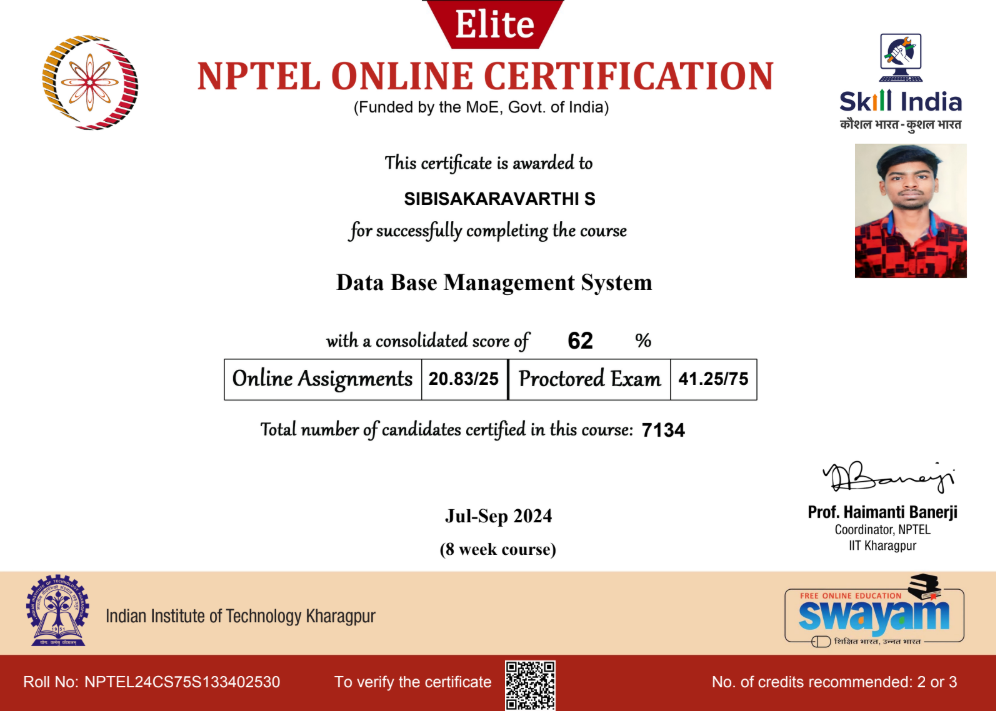 Elite
NPTEL ONLINE CERTIFICATION
(Funded by the MoE, Govt. of India)
Skill India
कौशल भारत - कुशल भारत
This certificate is awarded to
SIBISAKARAVARTHI S
for successfully completing the course
Data Base Management System
with a consolidated score of 62 %
Online Assignments 20.83/25 Proctored Exam 41.25/75
Total number of candidates certified in this course: 7134
Jul-Sep 2024
(8 week course)
Banerji
Prof. Haimanti Banerji
Coordinator, NPTEL
IIT Kharagpur
Indian Institute of Technology Kharagpur
FREE ONLINE EDUCATION
swayam
शिक्षित भारत, उन्नत भारत
Roll No: NPTEL24CS75S133402530 To verify the certificate No. of credits recommended: 2 or 3